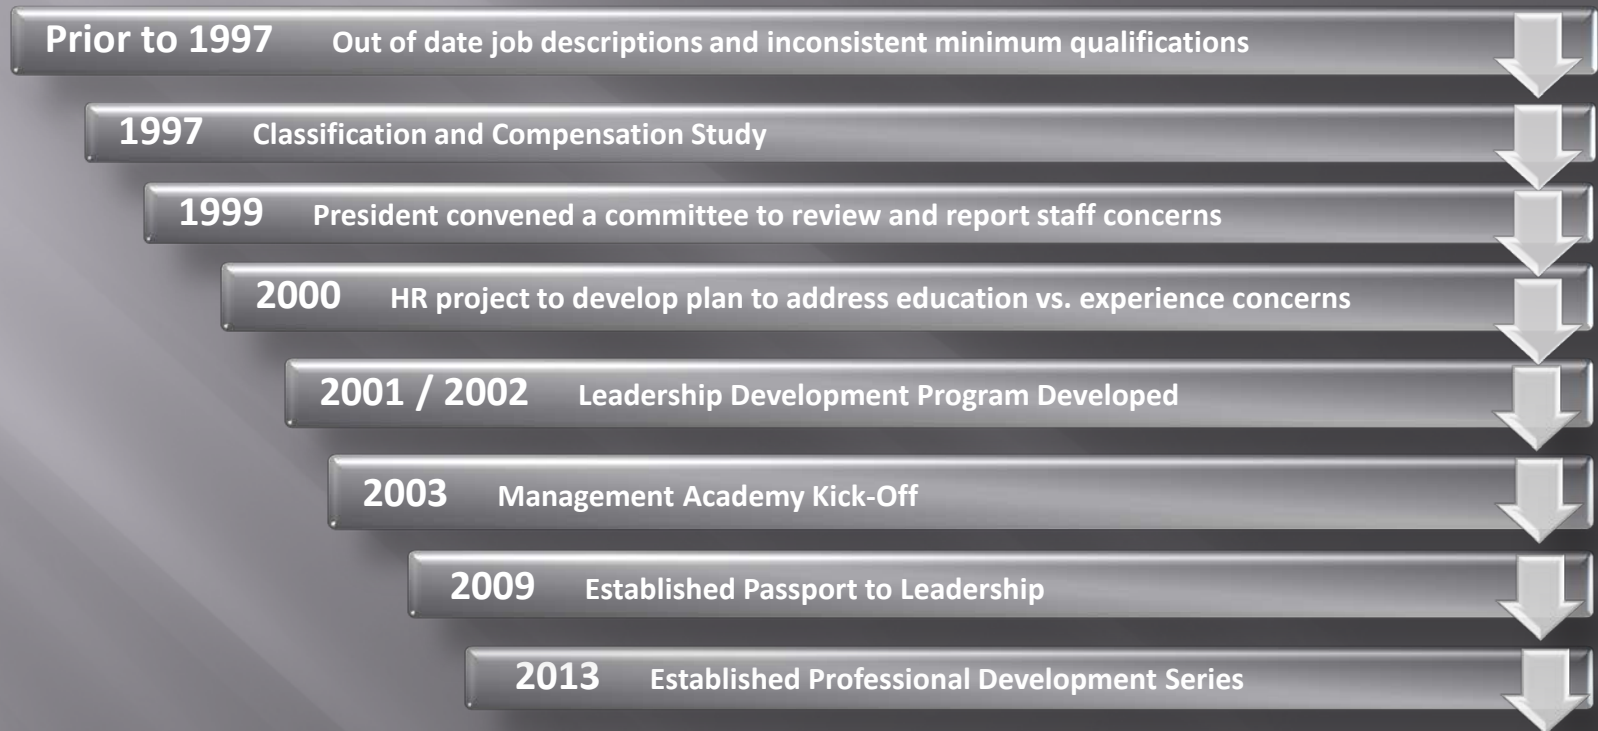 Prior to 1997 Out of date job descriptions and inconsistent minimum qualifications
1997 Classification and Compensation Study
1999 President convened a committee to review and report staff concerns
2000 HR project to develop plan to address education vs. experience concerns
2001 / 2002 Leadership Development Program Developed
2003 Management Academy Kick-Off
2009 Established Passport to Leadership
2013 Established Professional Development Series